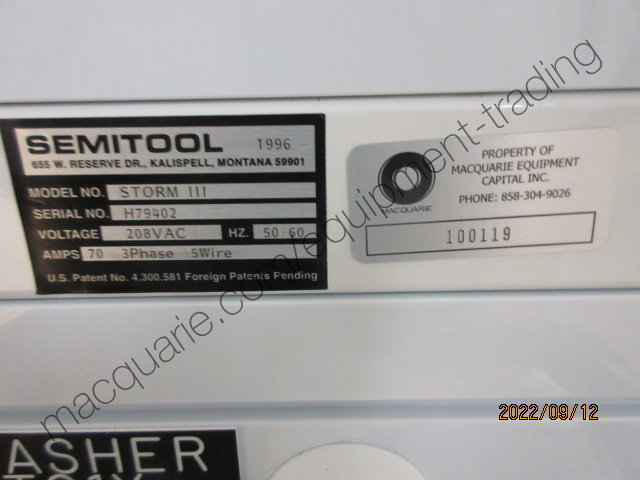 SEMITOOL 1996
655 W. RESERVE DR., KALISPELL, MONTANA 59901
MODEL NO. STORM III
SERIAL NO. H79402
VOLTAGE 208VAC HZ. 50/60
AMPS 70 3Phase 5Wire
U.S. Patent No. 4.300.581 Foreign Patents Pending
MACQUARIE
PROPERTY OF
MACQUARIE EQUIPMENT
CAPITAL INC.
PHONE: 858-304-9026
100119
macquarie.com/equipment-trading
2022/09/12
ASHER